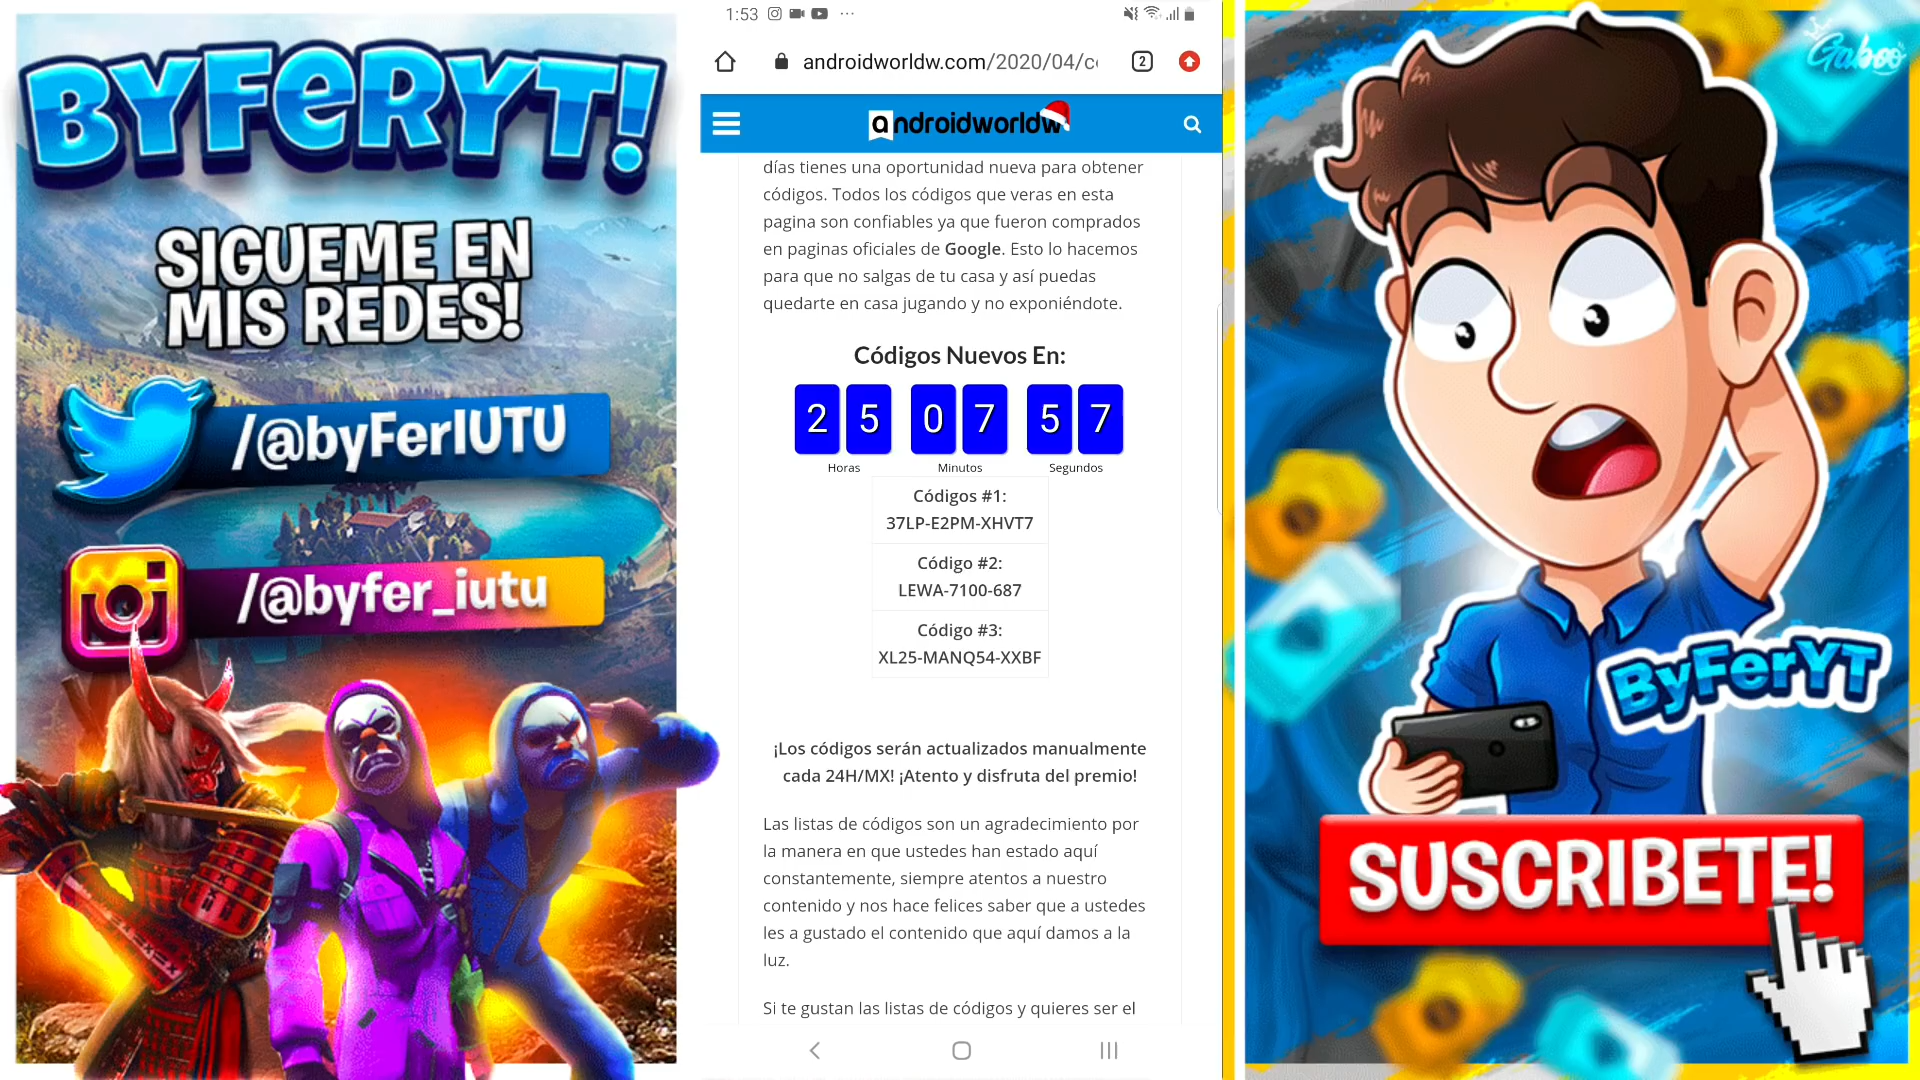 BYFERYT!
SIGUEME EN
MIS REDES!
/@byFerIUTU
/@byfer_iutu
1:53
androidworldw.com/2020/04/c
2
androidworldw
días tienes una oportunidad nueva para obtener
códigos. Todos los códigos que veras en esta
pagina son confiables ya que fueron comprados
en paginas oficiales de Google. Esto lo hacemos
para que no salgas de tu casa y así puedas
quedarte en casa jugando y no exponiéndote.
Códigos Nuevos En:
25 07 57
Horas Minutos Segundos
Códigos #1:
37LP-E2PM-XHVT7
Código #2:
LEWA-7100-687
Código #3:
XL25-MANQ54-XXBF
¡Los códigos serán actualizados manualmente
cada 24H/MX! ¡Atento y disfruta del premio!
Las listas de códigos son un agradecimiento por
la manera en que ustedes han estado aquí
constantemente, siempre atentos a nuestro
contenido y nos hace felices saber que a ustedes
les a gustado el contenido que aquí damos a la
luz.
Si te gustan las listas de códigos y quieres ser el
Gaboo
ByFerYT
SUSCRIBETE!